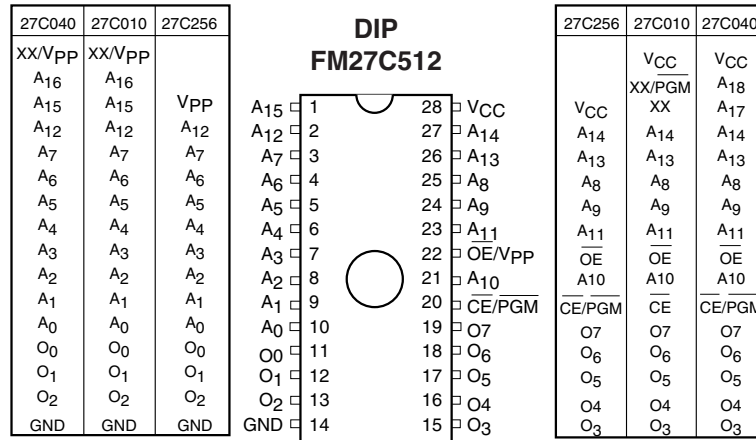 27C040 27C010 27C256
XX/VPP XX/VPP
A16 A16
A15 A15 VPP
A12 A12 A12
A7 A7 A7
A6 A6 A6
A5 A5 A5
A4 A4 A4
A3 A3 A3
A2 A2 A2
A1 A1 A1
A0 A0 A0
O0 O0 O0
O1 O1 O1
O2 O2 O2
GND GND GND
DIP
FM27C512
A15 1 28 VCC
A12 2 27 A14
A7 3 26 A13
A6 4 25 A8
A5 5 24 A9
A4 6 23 A11
A3 7 22 OE/VPP
A2 8 21 A10
A1 9 20 CE/PGM
A0 10 19 O7
O0 11 18 O6
O1 12 17 O5
O2 13 16 O4
GND 14 15 O3
27C256 27C010 27C040
VCC VCC
XX/PGM A18
VCC XX A17
A14 A14 A14
A13 A13 A13
A8 A8 A8
A9 A9 A9
A11 A11 A11
OE OE OE
A10 A10 A10
CE/PGM CE CE/PGM
O7 O7 O7
O6 O6 O6
O5 O5 O5
O4 O4 O4
O3 O3 O3